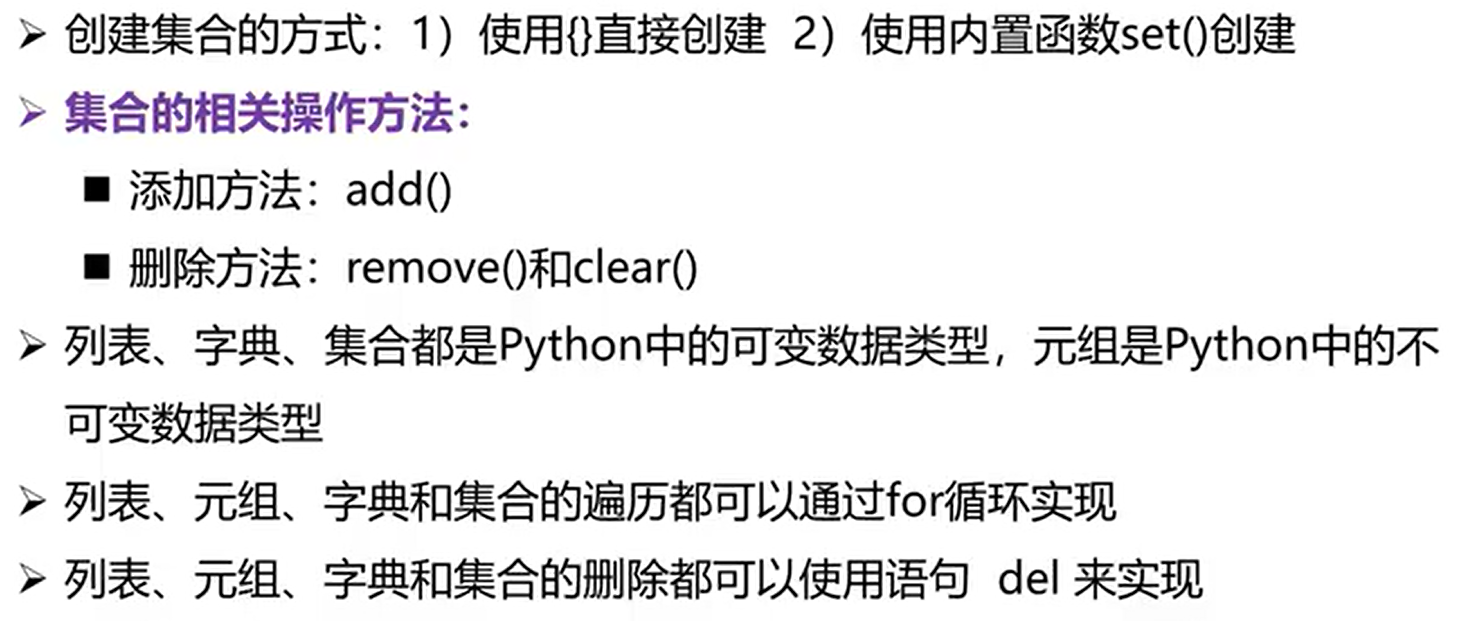 ➢ 创建集合的方式：1）使用{}直接创建 2）使用内置函数set()创建
➢ 集合的相关操作方法：
■ 添加方法：add()
■ 删除方法：remove()和clear()
➢ 列表、字典、集合都是Python中的可变数据类型，元组是Python中的不
可变数据类型
➢ 列表、元组、字典和集合的遍历都可以通过for循环实现
➢ 列表、元组、字典和集合的删除都可以使用语句 del 来实现